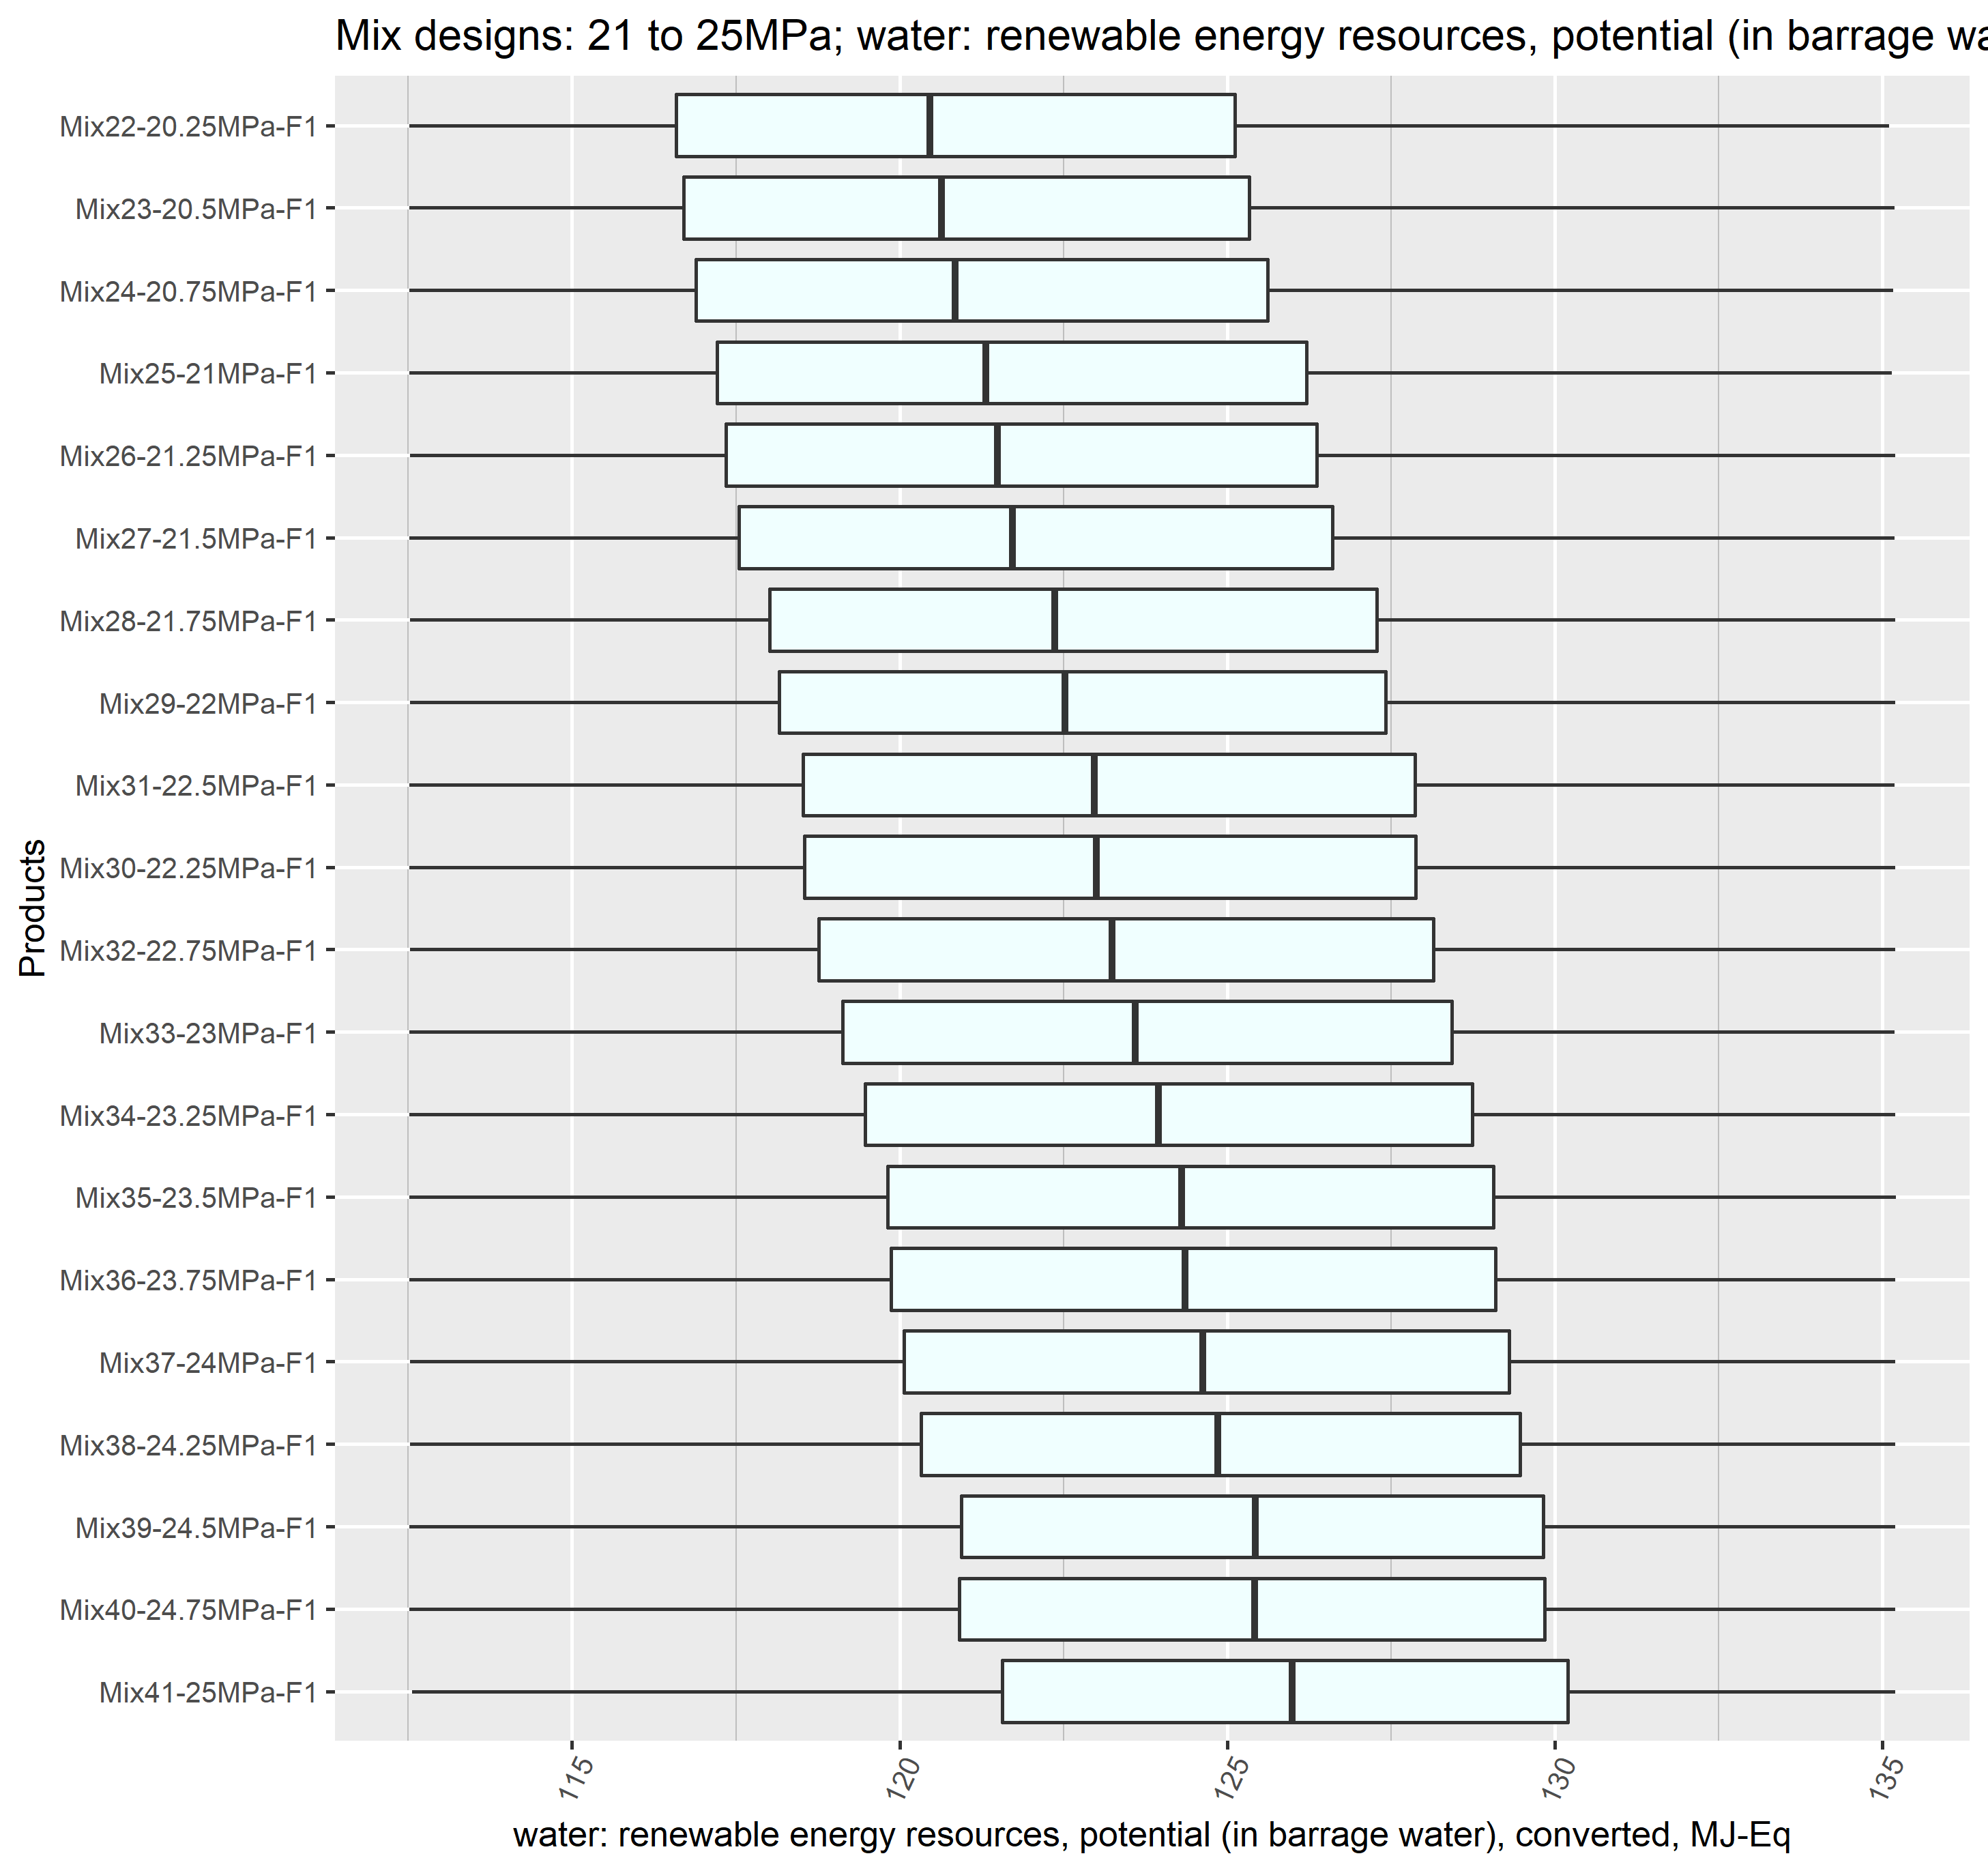 Mix designs: 21 to 25MPa; water: renewable energy resources, potential (in barrage wa
Mix22-20.25MPa-F1
Mix23-20.5MPa-F1
Mix24-20.75MPa-F1
Mix25-21MPa-F1
Mix26-21.25MPa-F1
Mix27-21.5MPa-F1
Mix28-21.75MPa-F1
Mix29-22MPa-F1
Mix31-22.5MPa-F1
Mix30-22.25MPa-F1
Mix32-22.75MPa-F1
Mix33-23MPa-F1
Mix34-23.25MPa-F1
Mix35-23.5MPa-F1
Mix36-23.75MPa-F1
Mix37-24MPa-F1
Mix38-24.25MPa-F1
Mix39-24.5MPa-F1
Mix40-24.75MPa-F1
Mix41-25MPa-F1
Products
115
120
125
130
135
water: renewable energy resources, potential (in barrage water), converted, MJ-Eq